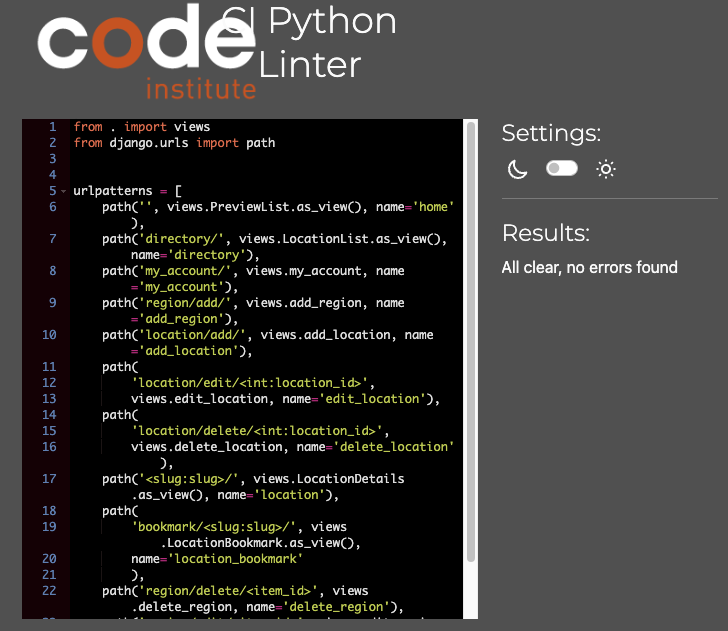 code
institute
CI Python
Linter
1 from . import views
2 from django.urls import path
3
4
5 urlpatterns = [
6 path('', views.PreviewList.as_view(), name='home'
),
7 path('directory/', views.LocationList.as_view(),
name='directory'),
8 path('my_account/', views.my_account, name
='my_account'),
9 path('region/add/', views.add_region, name
='add_region'),
10 path('location/add/', views.add_location, name
='add_location'),
11 path(
12 'location/edit/<int:location_id>',
13 views.edit_location, name='edit_location'),
14 path(
15 'location/delete/<int:location_id>',
16 views.delete_location, name='delete_location'
),
17 path('<slug:slug>/', views.LocationDetails
.as_view(), name='location'),
18 path(
19 'bookmark/<slug:slug>/', views
.LocationBookmark.as_view(),
20 name='location_bookmark'
21 ),
22 path('region/delete/<item_id>', views
.delete_region, name='delete_region'),
Settings:
Results:
All clear, no errors found